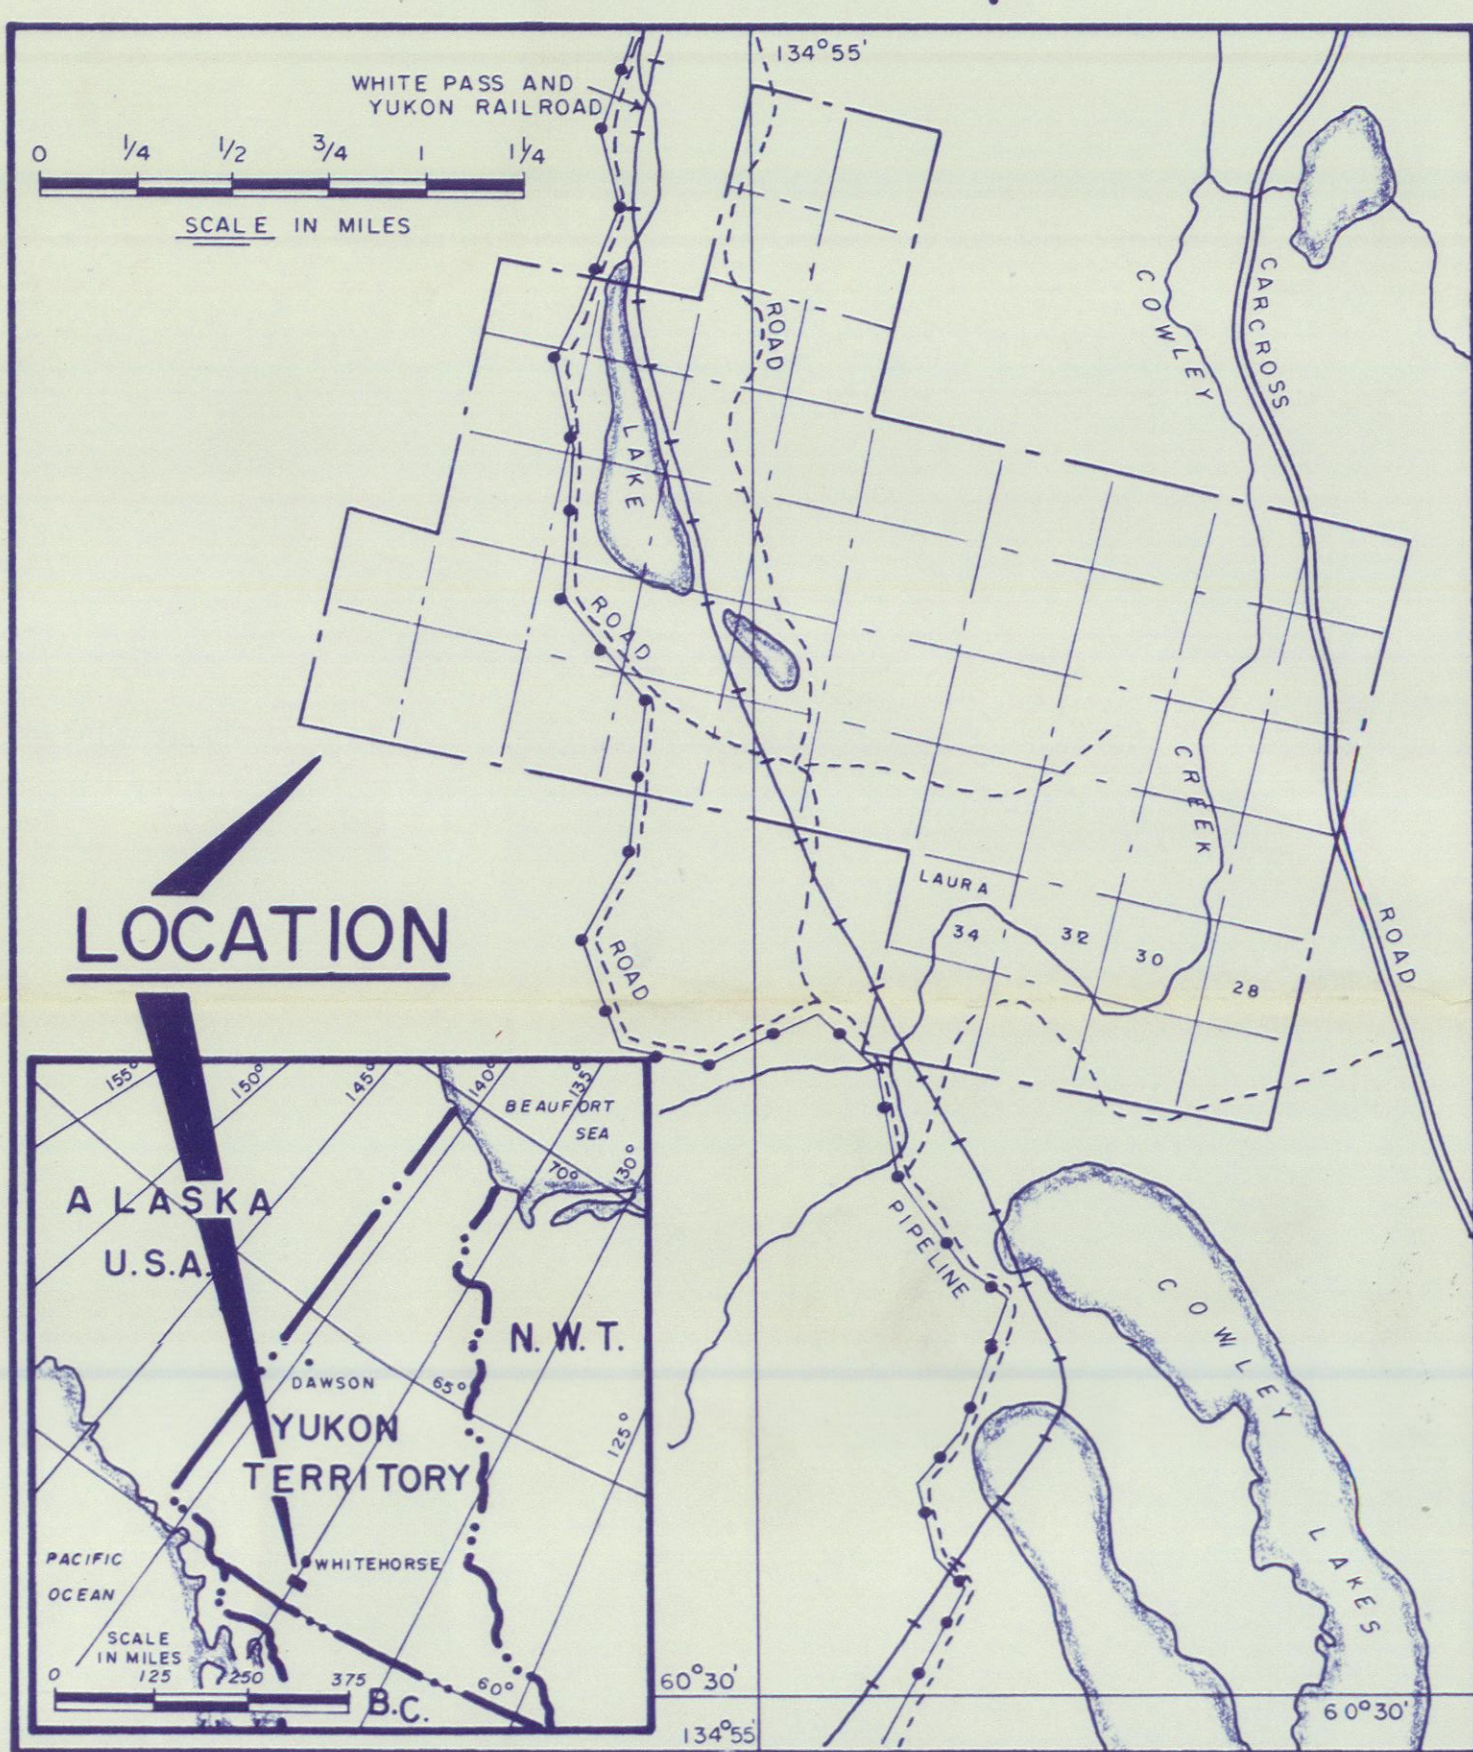 134°55'
WHITE PASS AND
YUKON RAILROAD
0 1/4 1/2 3/4 1 1 1/4
SCALE IN MILES
ROAD
COWLEY
CARCROSS
LAKE
ROAD
CREEK
LAURA
34
32
30
28
ROAD
LOCATION
ROAD
155°
150°
145°
140°
135°
BEAUFORT
SEA
70°
130°
ALASKA
U.S.A.
PIPELINE
N.W.T.
COWLEY
LAKES
DAWSON
65°
YUKON
TERRITORY
125°
PACIFIC
OCEAN
WHITEHORSE
SCALE
IN MILES
0 125 250 375
B.C.
60°
60°30'
60°30'
134°55'